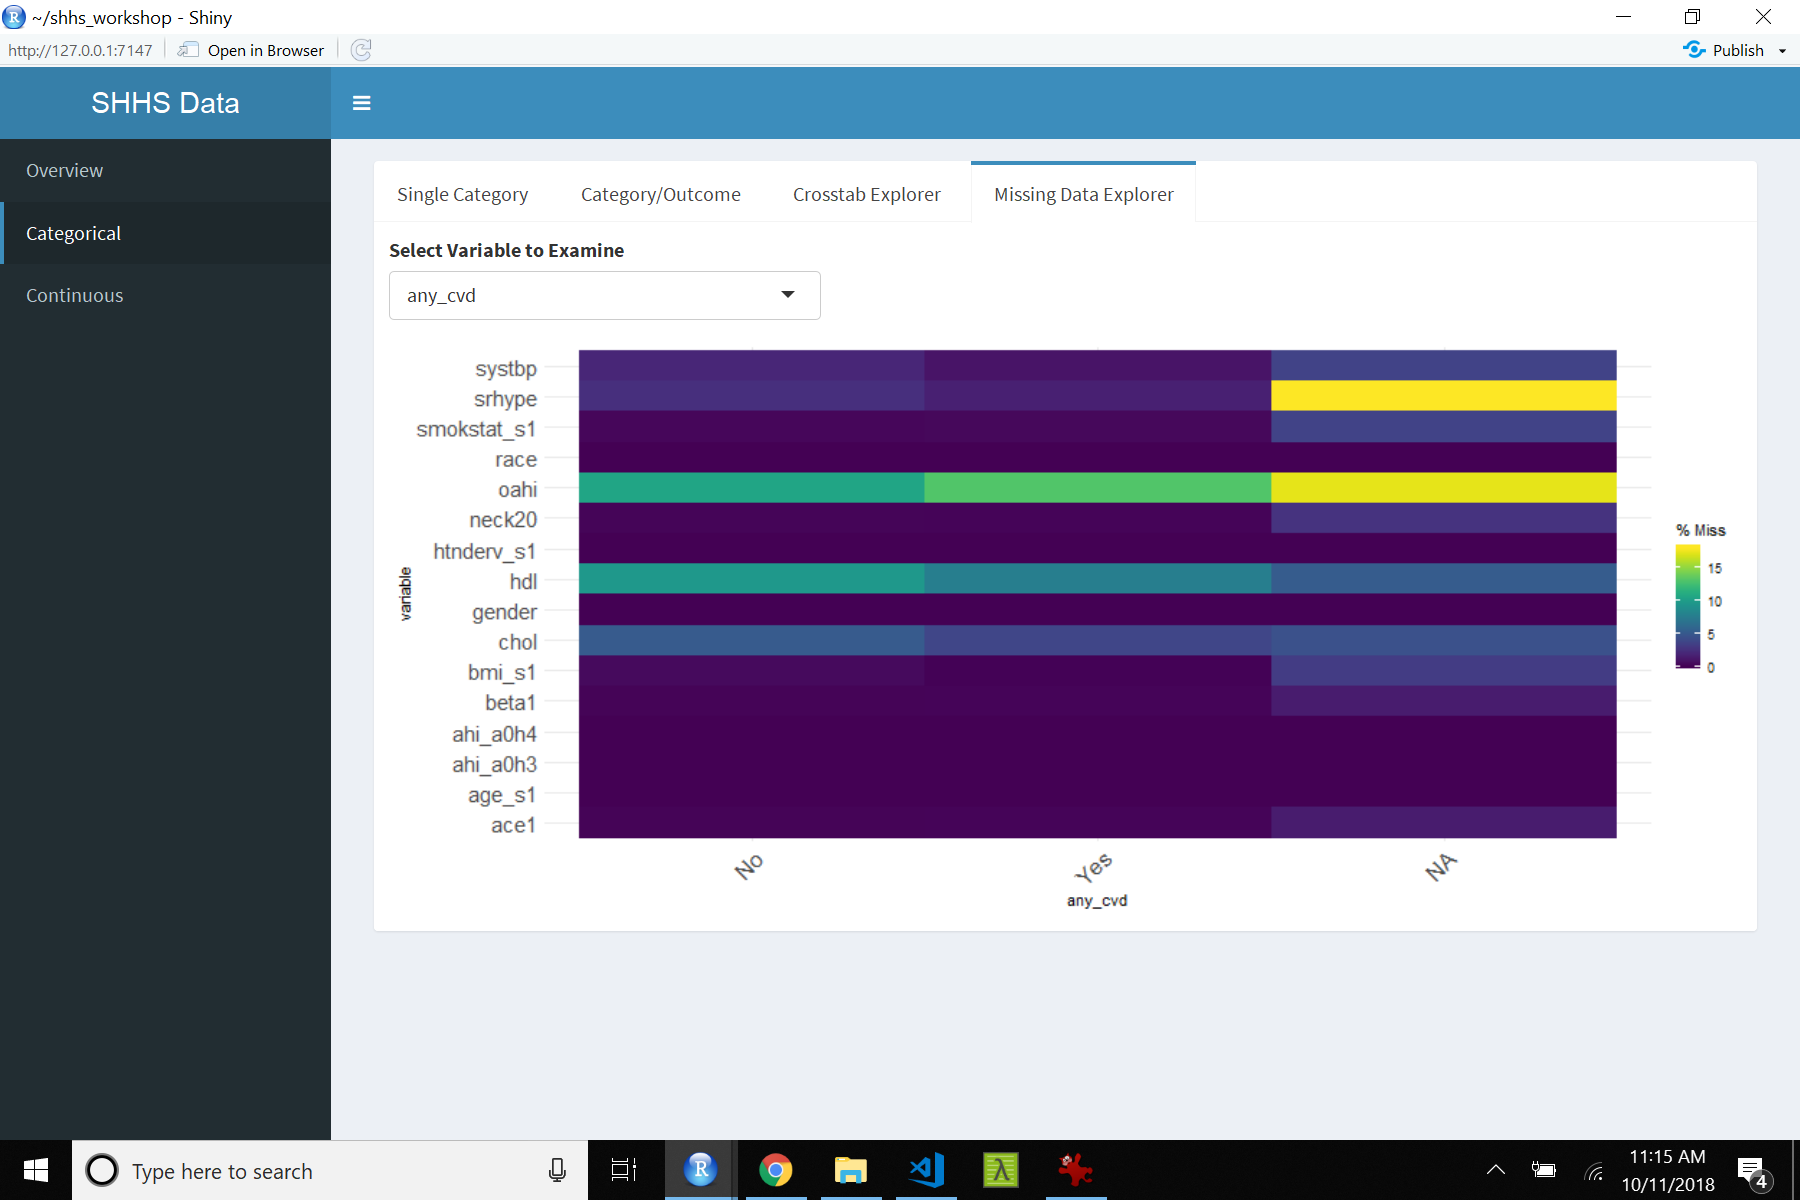 ~/shhs_workshop - Shiny
http://127.0.0.1:7147 Open in Browser Publish
SHHS Data
Overview
Categorical
Continuous
Single Category Category/Outcome Crosstab Explorer Missing Data Explorer
Select Variable to Examine
any_cvd
systbp
srhype
smokstat_s1
race
oahi
neck20
htnderv_s1
hdl
gender
chol
bmi_s1
beta1
ahi_a0h4
ahi_a0h3
age_s1
ace1
variable
No Yes NA
any_cvd
% Miss
15
10
5
0
Type here to search
R
λ
11:15 AM
10/11/2018
4